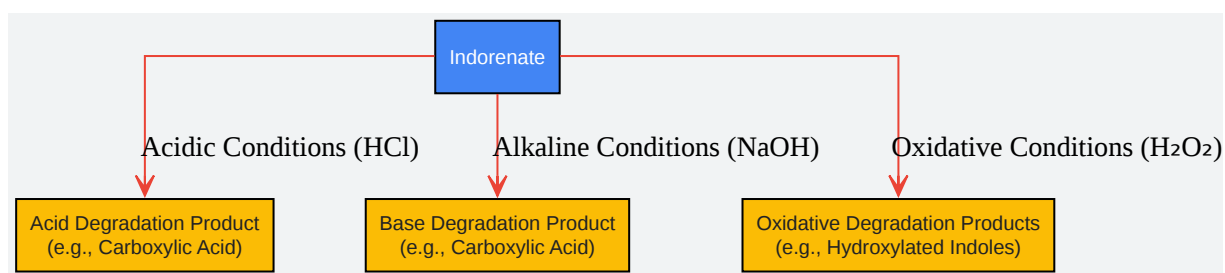 Indorenate
Acidic Conditions (HCl)
Alkaline Conditions (NaOH)
Oxidative Conditions (H₂O₂)
Acid Degradation Product
(e.g., Carboxylic Acid)
Base Degradation Product
(e.g., Carboxylic Acid)
Oxidative Degradation Products
(e.g., Hydroxylated Indoles)